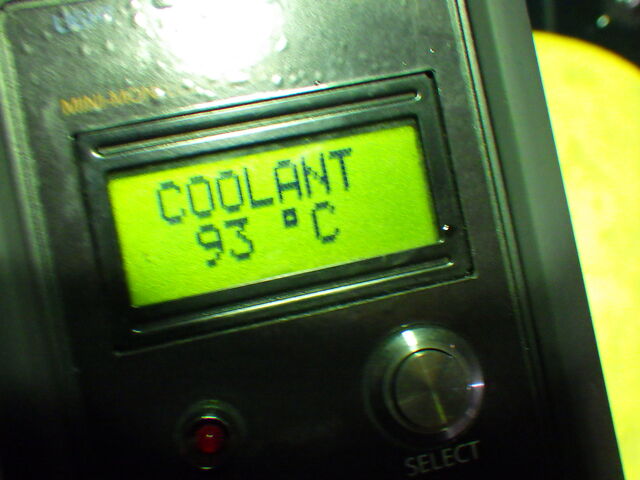 MINI-MON
COOLANT
93 °C
SELECT